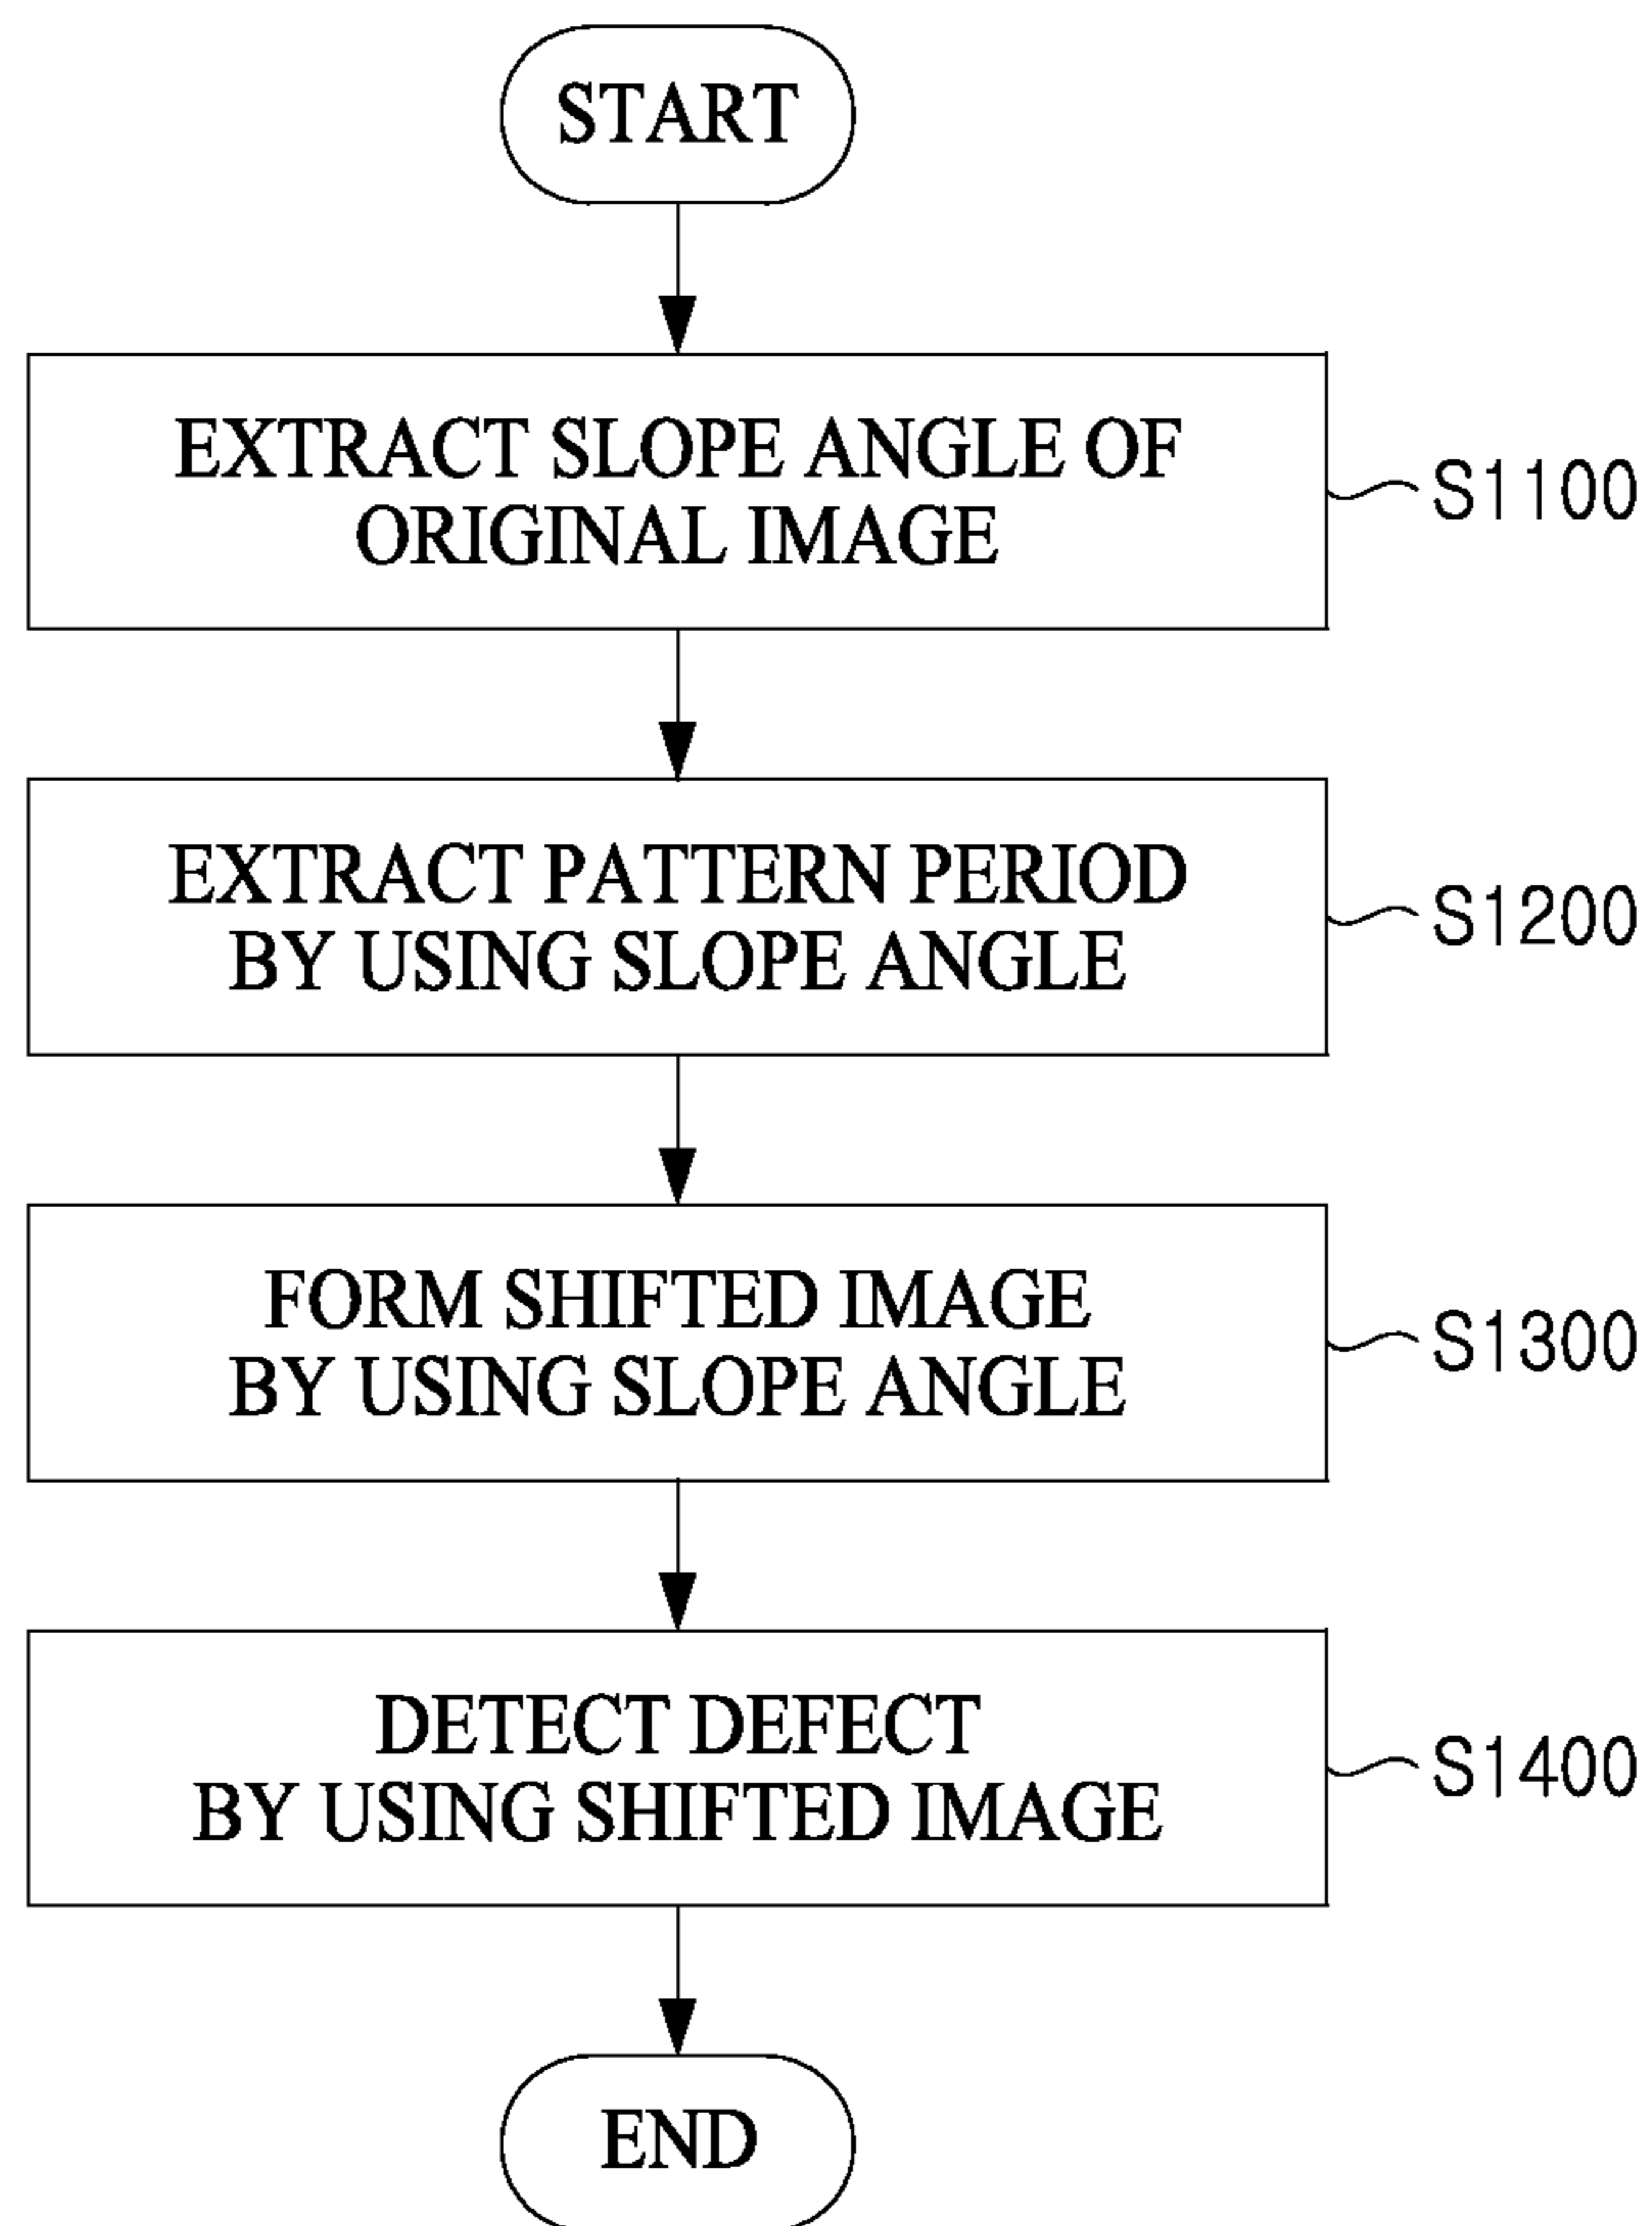 START
EXTRACT SLOPE ANGLE OF
ORIGINAL IMAGE
S1100
EXTRACT PATTERN PERIOD
BY USING SLOPE ANGLE
S1200
FORM SHIFTED IMAGE
BY USING SLOPE ANGLE
S1300
DETECT DEFECT
BY USING SHIFTED IMAGE
S1400
END